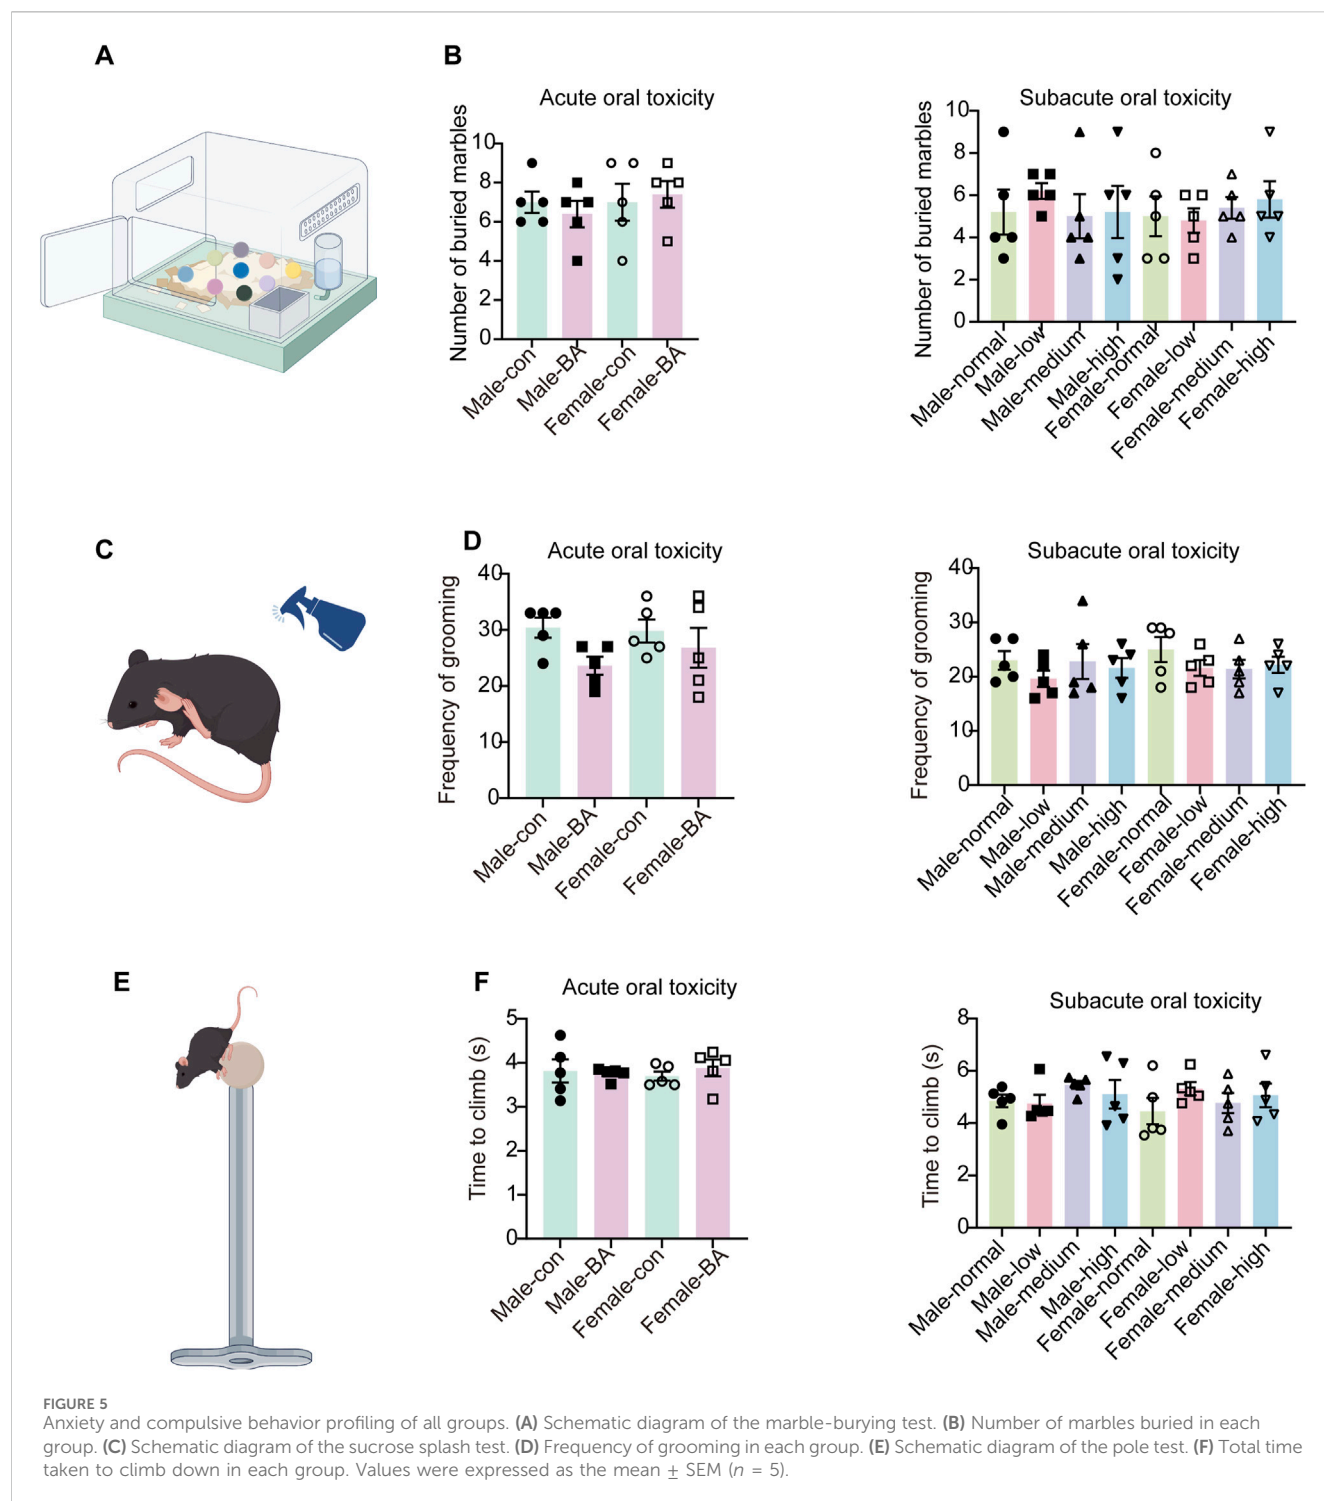 A
B
Acute oral toxicity
Number of buried marbles
10
8
6
4
2
0
Male-con
Male-BA
Female-con
Female-BA
Subacute oral toxicity
Number of buried marbles
10
8
6
4
2
0
Male-normal
Male-low
Male-medium
Male-high
Female-normal
Female-low
Female-medium
Female-high
C
D
Acute oral toxicity
Frequency of grooming
40
30
20
10
0
Male-con
Male-BA
Female-con
Female-BA
Subacute oral toxicity
Frequency of grooming
40
30
20
10
0
Male-normal
Male-low
Male-medium
Male-high
Female-normal
Female-low
Female-medium
Female-high
E
F
Acute oral toxicity
Time to climb (s)
5
4
3
2
1
0
Male-con
Male-BA
Female-con
Female-BA
Subacute oral toxicity
Time to climb (s)
8
6
4
2
0
Male-normal
Male-low
Male-medium
Male-high
Female-normal
Female-low
Female-medium
Female-high
FIGURE 5
Anxiety and compulsive behavior profiling of all groups. (A) Schematic diagram of the marble-burying test. (B) Number of marbles buried in each
group. (C) Schematic diagram of the sucrose splash test. (D) Frequency of grooming in each group. (E) Schematic diagram of the pole test. (F) Total time
taken to climb down in each group. Values were expressed as the mean ± SEM (n = 5).